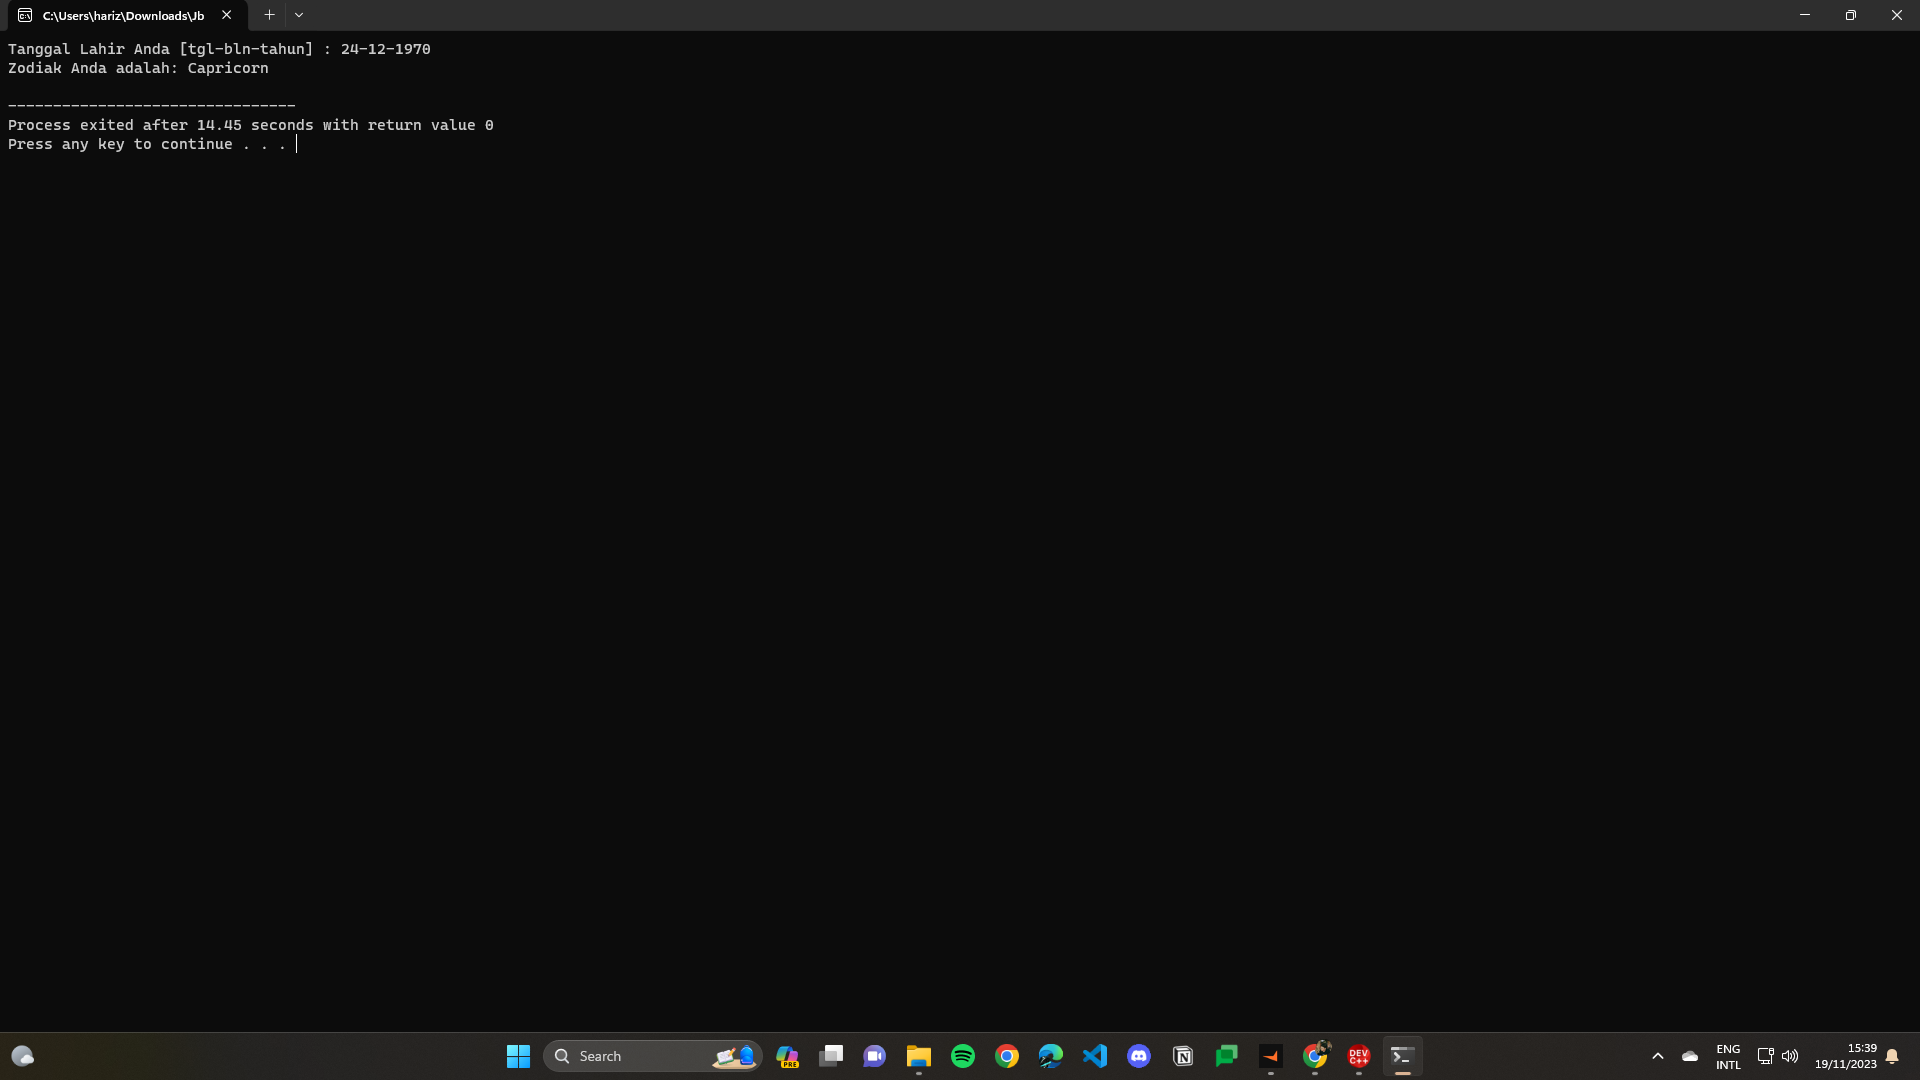 C:\Users\hariz\Downloads\Jb
Tanggal Lahir Anda [tgl-bln-tahun] : 24-12-1970
Zodiak Anda adalah: Capricorn
--------------------------------
Process exited after 14.45 seconds with return value 0
Press any key to continue . . .
Search
PRE
DEV
C++
ENG
INTL
15:39
19/11/2023